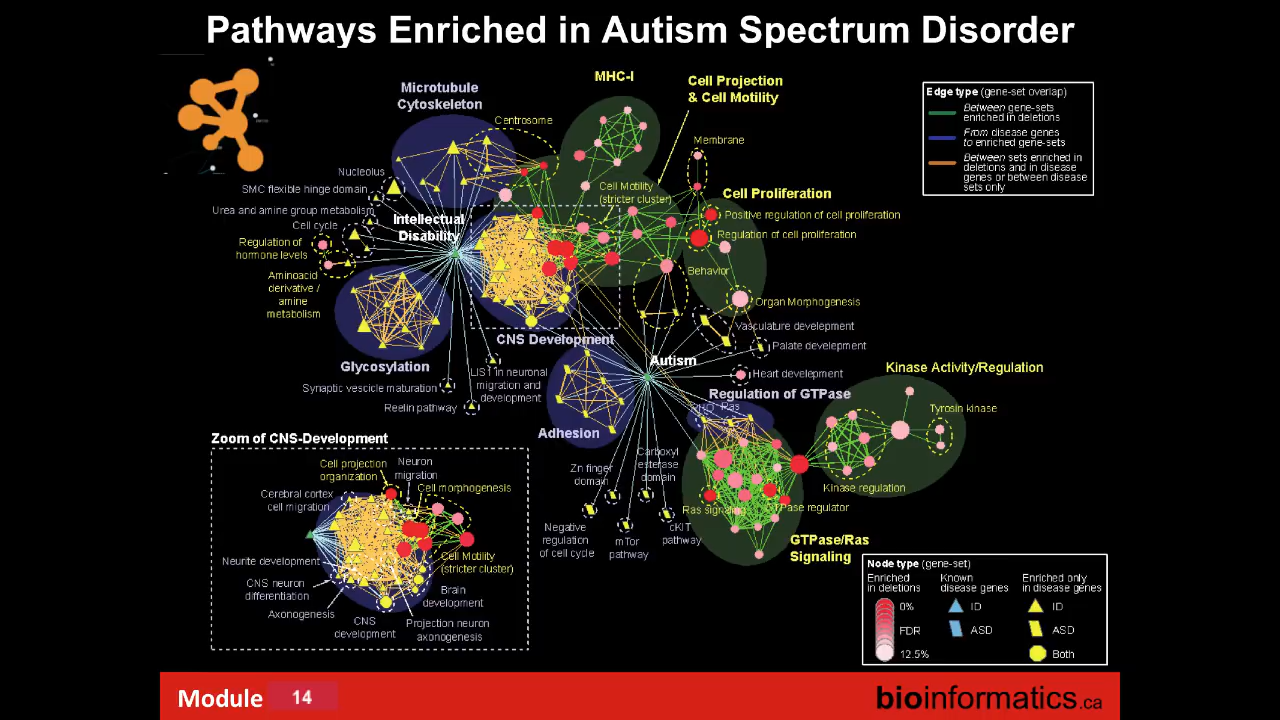 Pathways Enriched in Autism Spectrum Disorder
MHC-I
Cell Projection
& Cell Motility
Microtubule
Cytoskeleton
Centrosome
Membrane
Edge type (gene-set overlap)
Between gene-sets
enriched in deletions
From disease genes
to enriched gene-sets
Between sets enriched in
deletions and in disease
genes or between disease
sets only
Nucleolus
SMC flexible hinge domain
Urea and amine group metabolism
Cell cycle
Regulation of
hormone levels
Aminoacid
derivative /
amine
metabolism
Intellectual
Disability
Cell Motility
(stricter cluster)
Cell Proliferation
Positive regulation of cell proliferation
Regulation of cell proliferation
Behavior
Organ Morphogenesis
Vasculature development
Palate development
Heart development
CNS Development
Glycosylation
Synaptic vesicle maturation
Reelin pathway
LIS1 in neuronal
migration and
development
Autism
Adhesion
Regulation of GTPase
Ras
Kinase Activity/Regulation
Tyrosin kinase
Kinase regulation
Zn finger
domain
Carboxyl
esterase
domain
Ras signaling
GTPase regulator
Negative
regulation
of cell cycle
mTor
pathway
cKIT
pathway
GTPase/Ras
Signaling
Zoom of CNS-Development
Cell projection
organization
Neuron
migration
Cell morphogenesis
Cerebral cortex
cell migration
Neurite development
CNS neuron
differentiation
Axonogenesis
CNS
development
Projection neuron
axonogenesis
Brain
development
Cell Motility
(stricter cluster)
Node type (gene-set)
Enriched
in deletions
Known
disease genes
Enriched only
in disease genes
0%
FDR
12.5%
ID
ASD
ID
ASD
Both
Module 14
bioinformatics.ca